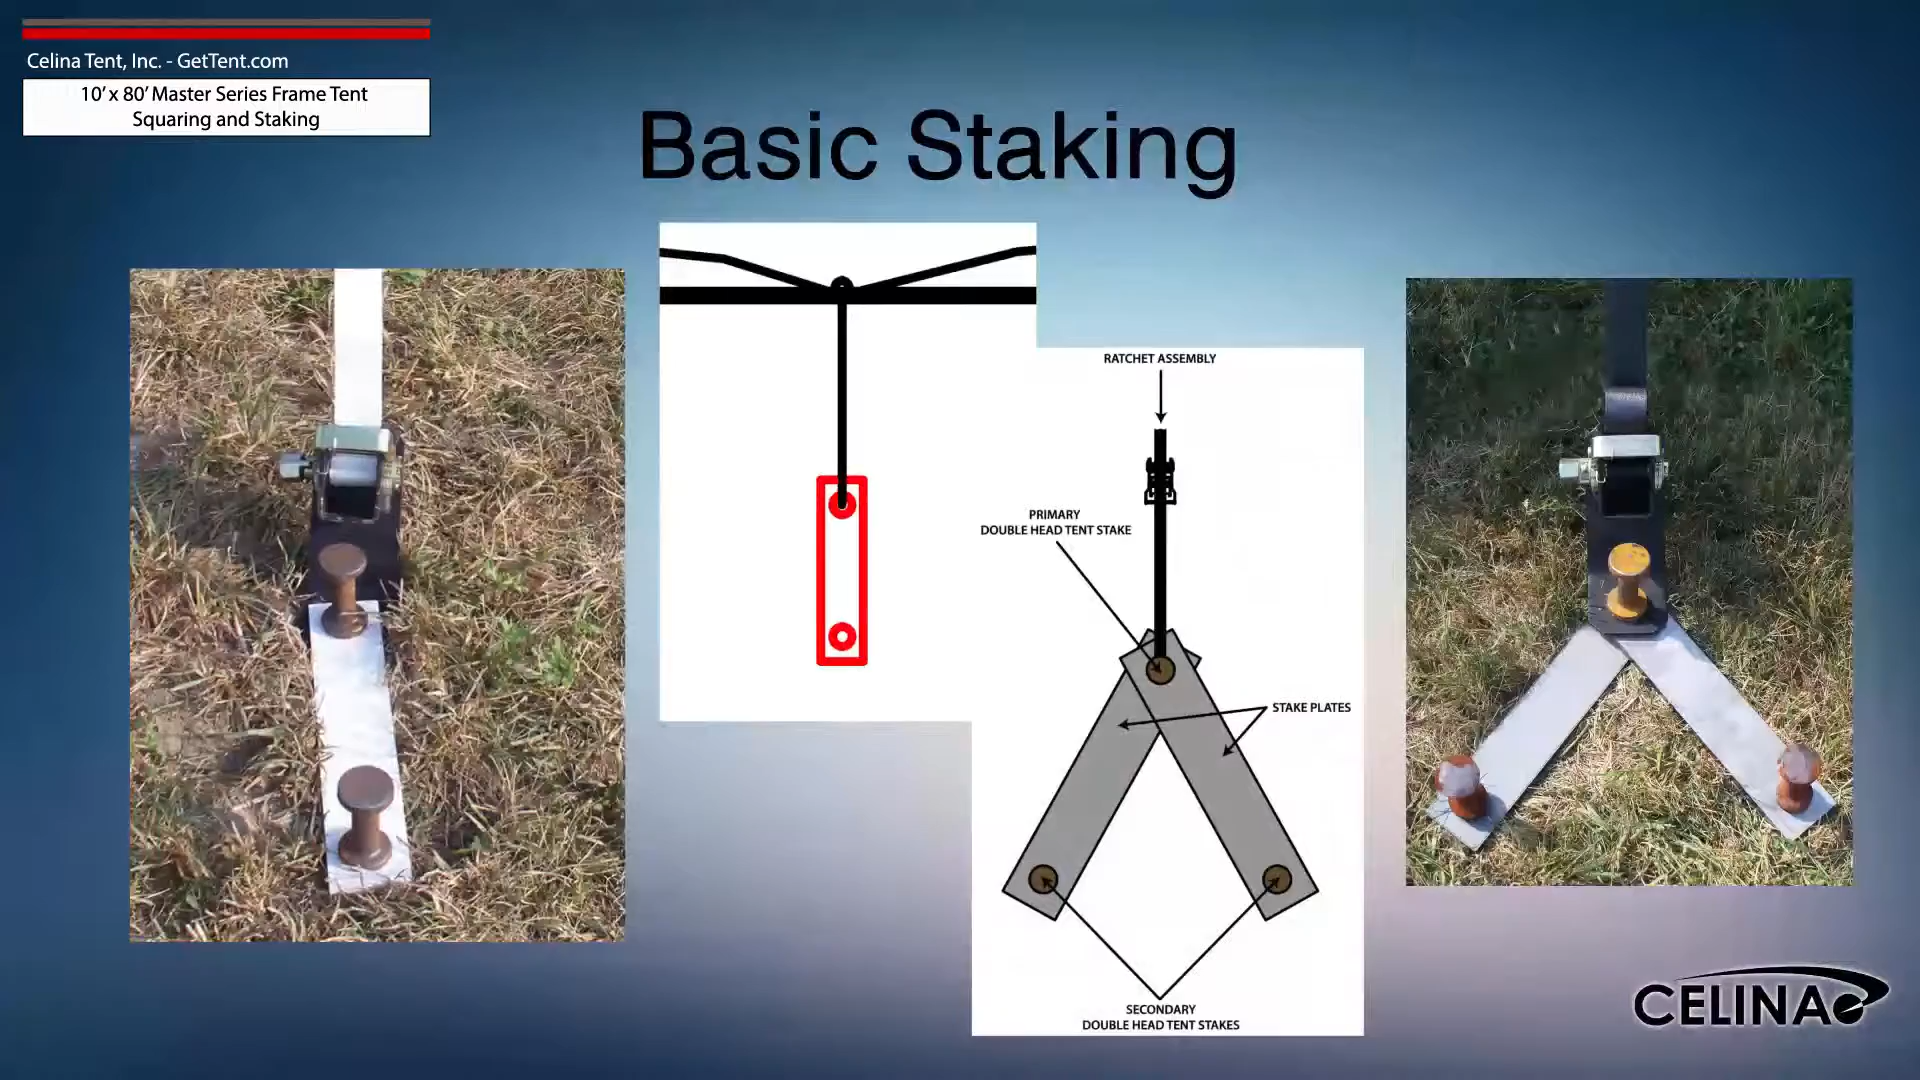 Celina Tent, Inc. - GetTent.com
10' x 80' Master Series Frame Tent
Squaring and Staking
Basic Staking
RATCHET ASSEMBLY
PRIMARY
DOUBLE HEAD TENT STAKE
STAKE PLATES
SECONDARY
DOUBLE HEAD TENT STAKES
CELINA